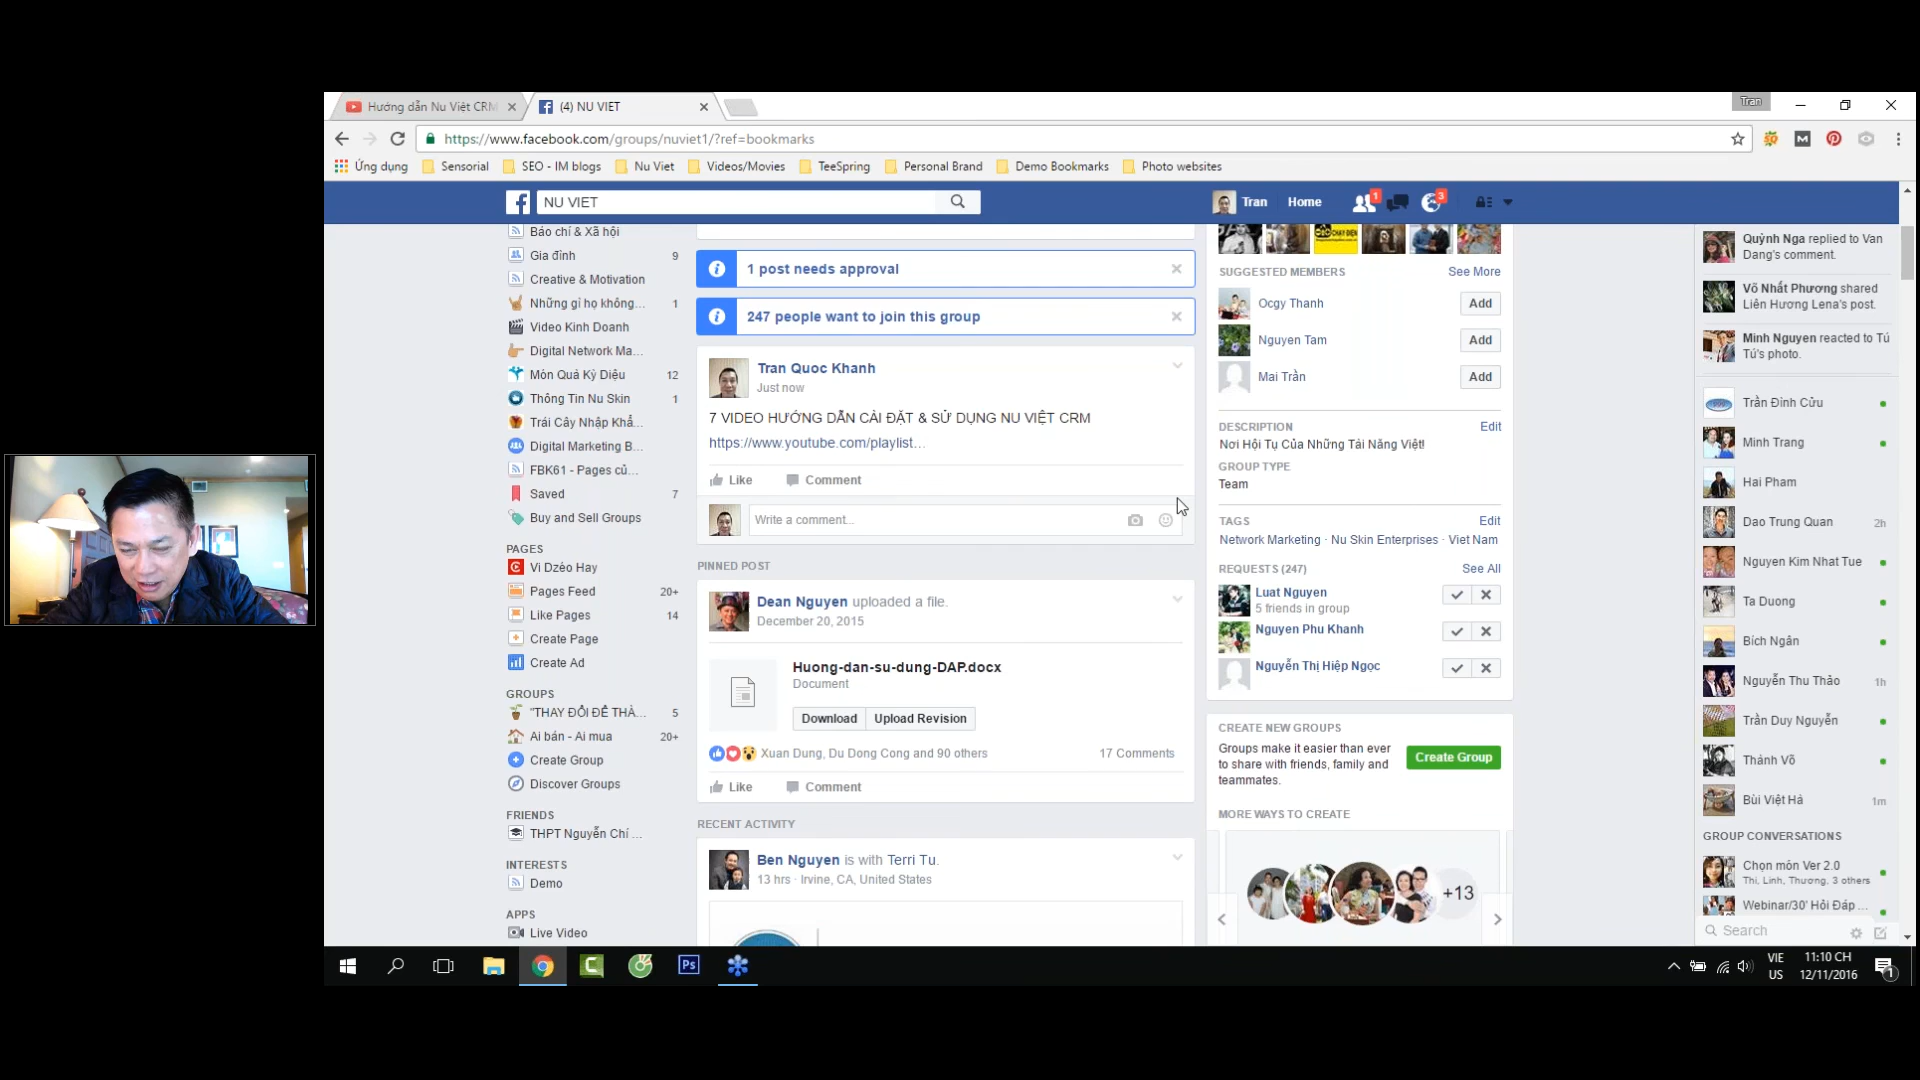 Hướng dẫn Nu Việt CRM
(4) NU VIET
Tran
https://www.facebook.com/groups/nuviet1/?ref=bookmarks
Ứng dụng
Sensorial
SEO - IM blogs
Nu Viet
Videos/Movies
TeeSpring
Personal Brand
Demo Bookmarks
Photo websites
NU VIET
Tran
Home
1
3
Báo chí & Xã hội
Gia đình 9
Creative & Motivation
Những gì họ không... 1
Video Kinh Doanh
Digital Network Ma...
Món Quà Kỳ Diệu 12
Thông Tin Nu Skin 1
Trái Cây Nhập Khẩ...
Digital Marketing B...
FBK61 - Pages củ...
Saved 7
Buy and Sell Groups
PAGES
Vi Dzẻo Hay
Pages Feed 20+
Like Pages 14
Create Page
Create Ad
GROUPS
"THAY ĐỔI ĐỂ THÀ... 5
Ai bán - Ai mua 20+
Create Group
Discover Groups
FRIENDS
THPT Nguyễn Chí ...
INTERESTS
Demo
APPS
Live Video
1 post needs approval
247 people want to join this group
Tran Quoc Khanh
Just now
7 VIDEO HƯỚNG DẪN CÀI ĐẶT & SỬ DỤNG NU VIỆT CRM
https://www.youtube.com/playlist...
Like Comment
Write a comment...
PINNED POST
Dean Nguyen uploaded a file.
December 20, 2015
Huong-dan-su-dung-DAP.docx
Document
Download Upload Revision
Xuan Dung, Du Dong Cong and 90 others 17 Comments
Like Comment
RECENT ACTIVITY
Ben Nguyen is with Terri Tu.
13 hrs · Irvine, CA, United States
SUGGESTED MEMBERS See More
Ocgy Thanh Add
Nguyen Tam Add
Mai Trần Add
DESCRIPTION Edit
Nơi Hội Tụ Của Những Tài Năng Việt!
GROUP TYPE
Team
TAGS Edit
Network Marketing · Nu Skin Enterprises · Viet Nam
REQUESTS (247) See All
Luat Nguyen
5 friends in group
Nguyen Phu Khanh
Nguyễn Thị Hiệp Ngọc
CREATE NEW GROUPS
Groups make it easier than ever
to share with friends, family and
teammates.
Create Group
MORE WAYS TO CREATE
+13
Quỳnh Nga replied to Van
Dang's comment.
Võ Nhất Phương shared
Liên Hương Lena's post.
Minh Nguyen reacted to Tú
Tú's photo.
Trần Đình Cửu
Minh Trang
Hai Pham
Dao Trung Quan 2h
Nguyen Kim Nhat Tue
Ta Duong
Bích Ngân
Nguyễn Thu Thảo 1h
Trần Duy Nguyễn
Thánh Võ
Bùi Việt Hà 1m
GROUP CONVERSATIONS
Chọn món Ver 2.0
Thi, Linh, Thương, 3 others
Webinar/30' Hỏi Đáp ...
Search
Ps
VIE
US
11:10 CH
12/11/2016
1